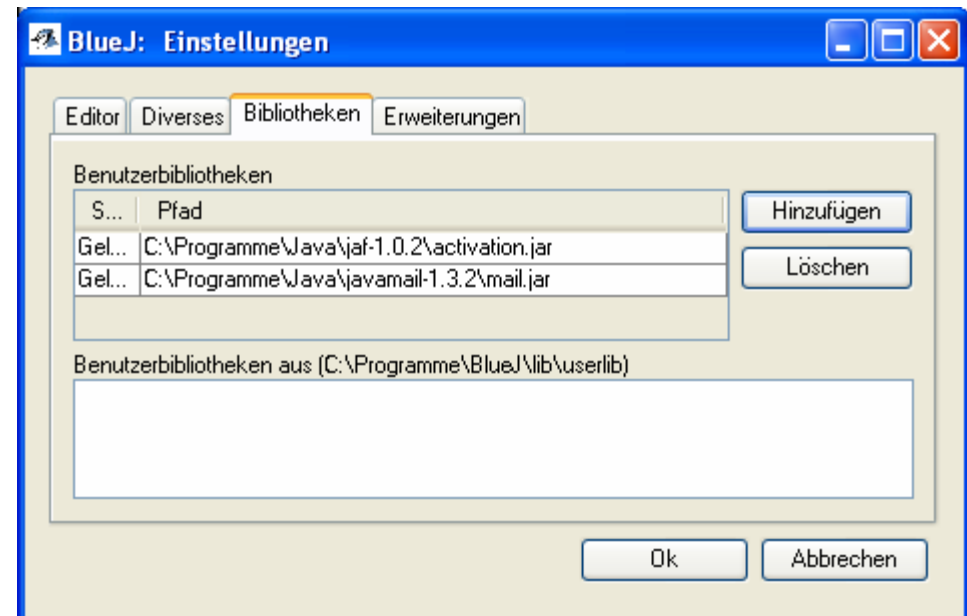 BlueJ: Einstellungen
Editor Diverses Bibliotheken Erweiterungen
Benutzerbibliotheken
S... Pfad
Hinzufügen
Gel... C:\Programme\Java\jaf-1.0.2\activation.jar
Löschen
Gel... C:\Programme\Java\javamail-1.3.2\mail.jar
Benutzerbibliotheken aus (C:\Programme\BlueJ\lib\userlib)
Ok Abbrechen